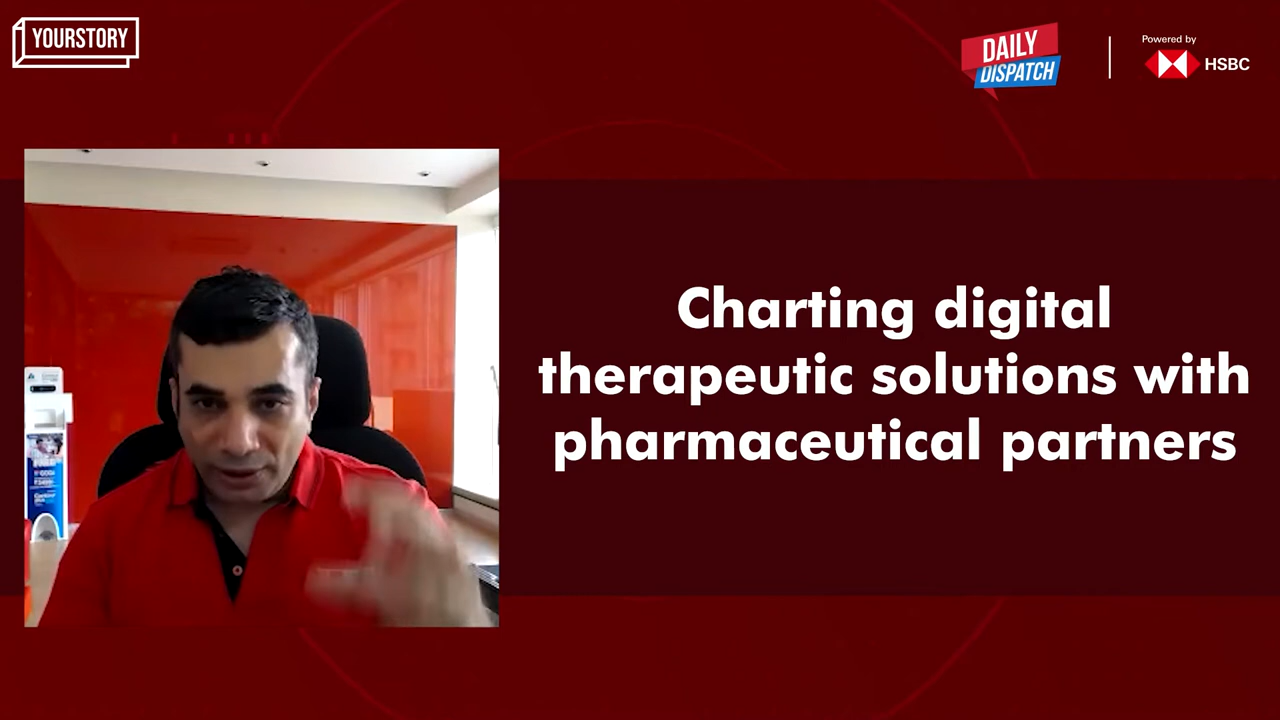 YOURSTORY
DAILY
DISPATCH
Powered by
HSBC
Charting digital
therapeutic solutions with
pharmaceutical partners